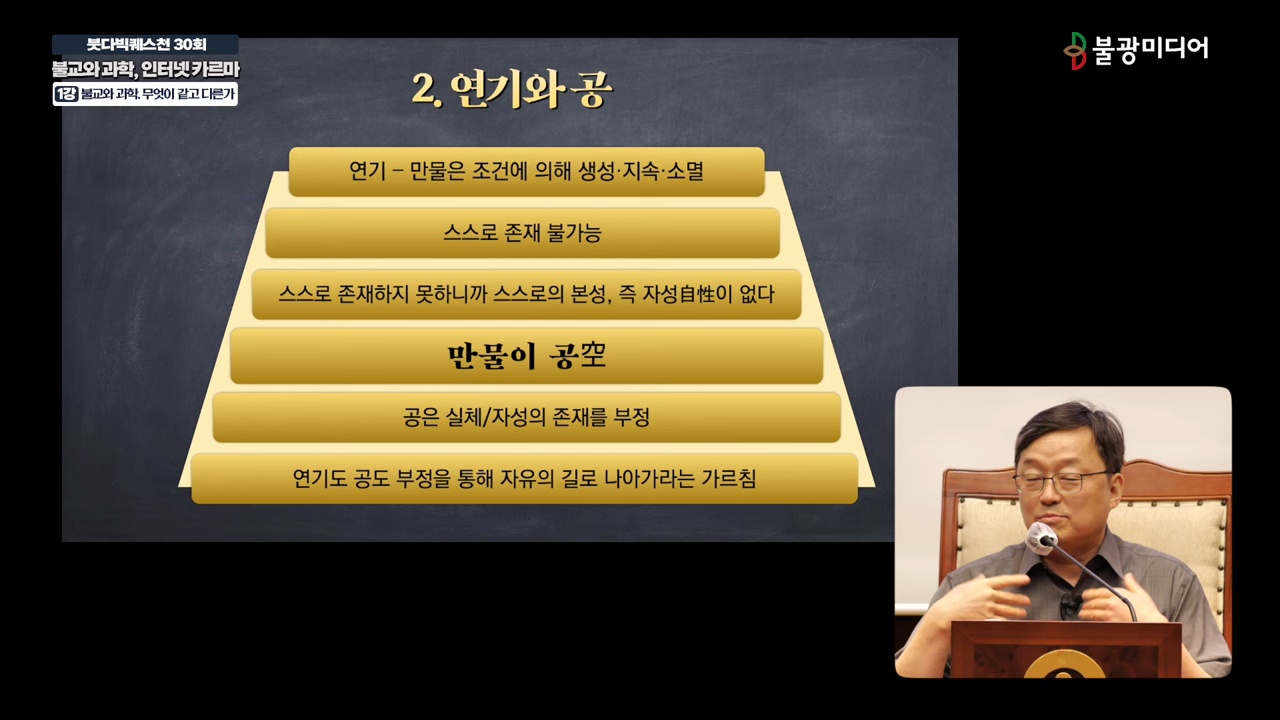 붓다빅퀘스천 30회
불교와 과학, 인터넷 카르마
1강 불교와 과학, 무엇이 같고 다른가
불광미디어
2. 연기와 공
연기 – 만물은 조건에 의해 생성·지속·소멸
스스로 존재 불가능
스스로 존재하지 못하니까 스스로의 본성, 즉 자성自性이 없다
만물이 공空
공은 실체/자성의 존재를 부정
연기도 공도 부정을 통해 자유의 길로 나아가라는 가르침